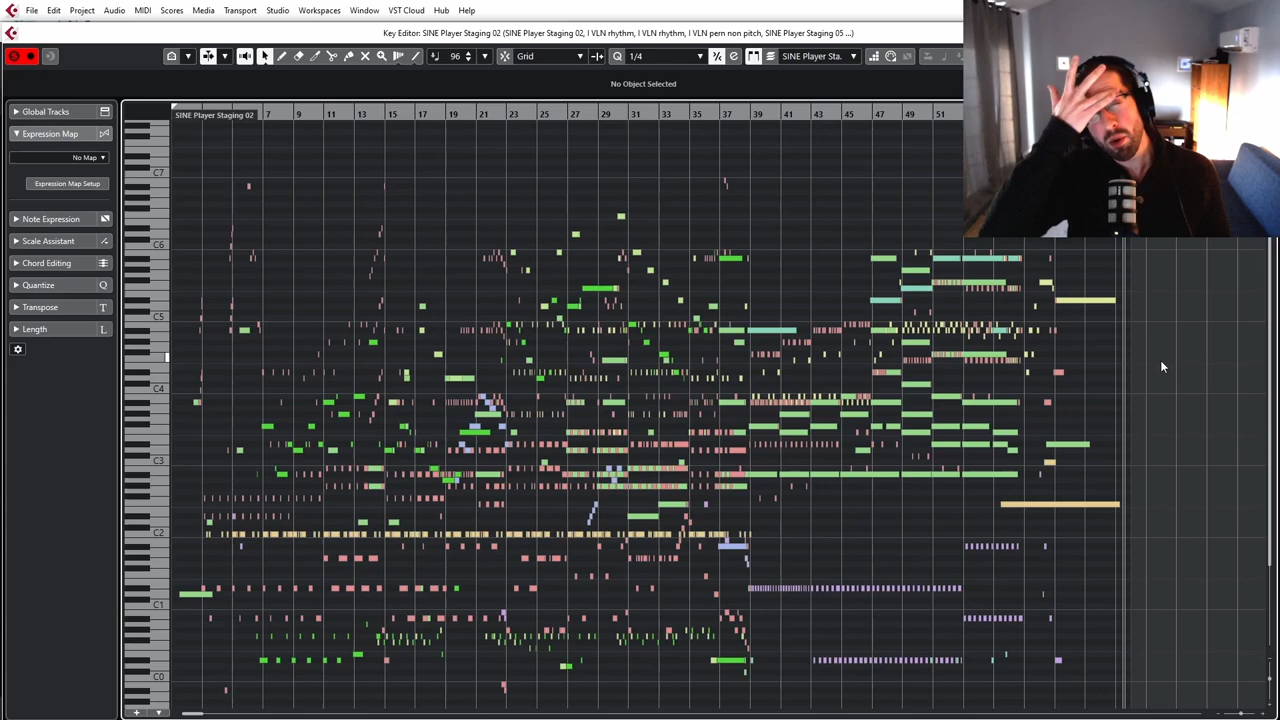 File Edit Project Audio MIDI Scores Media Transport Studio Workspaces Window VST Cloud Hub Help
Key Editor: SINE Player Staging 02 (SINE Player Staging 02, I VLN rhythm, I VLN rhythm, I VLN pern non pitch, SINE Player Staging 05 ...)
96 Grid Q 1/4 SINE Player Sta.
No Object Selected
Global Tracks
SINE Player Staging 02 7 9 11 13 15 17 19 21 23 25 27 29 31 33 35 37 39 41 43 45 47 49 51
Expression Map
No Map
C7
Expression Map Setup
Note Expression
Scale Assistant
C6
Chord Editing
Quantize Q
Transpose T
C5
Length L
C4
C3
C2
C1
C0